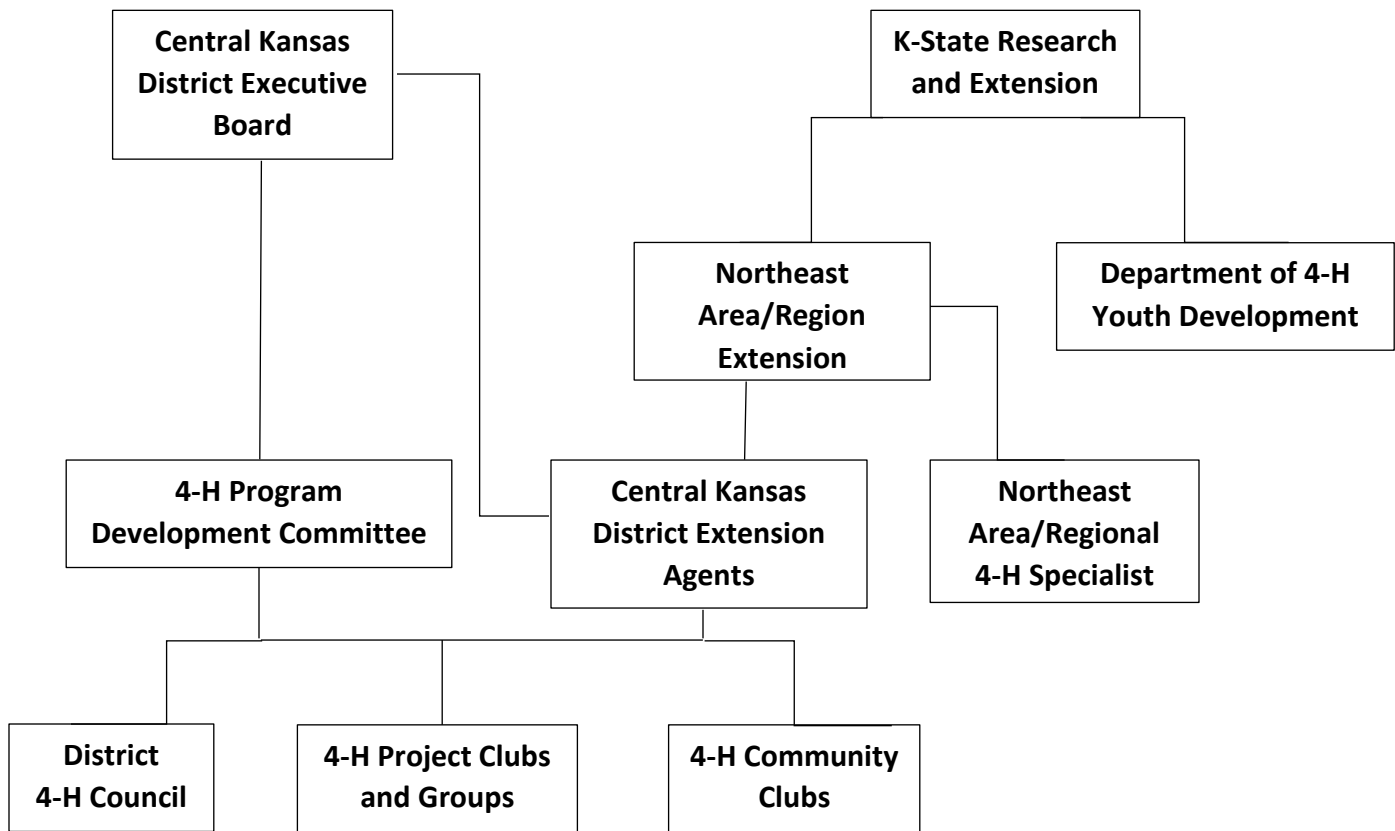 Central Kansas
District Executive
Board
K-State Research
and Extension
Northeast
Area/Region
Extension
Department of 4-H
Youth Development
4-H Program
Development Committee
Central Kansas
District Extension
Agents
Northeast
Area/Regional
4-H Specialist
District
4-H Council
4-H Project Clubs
and Groups
4-H Community
Clubs